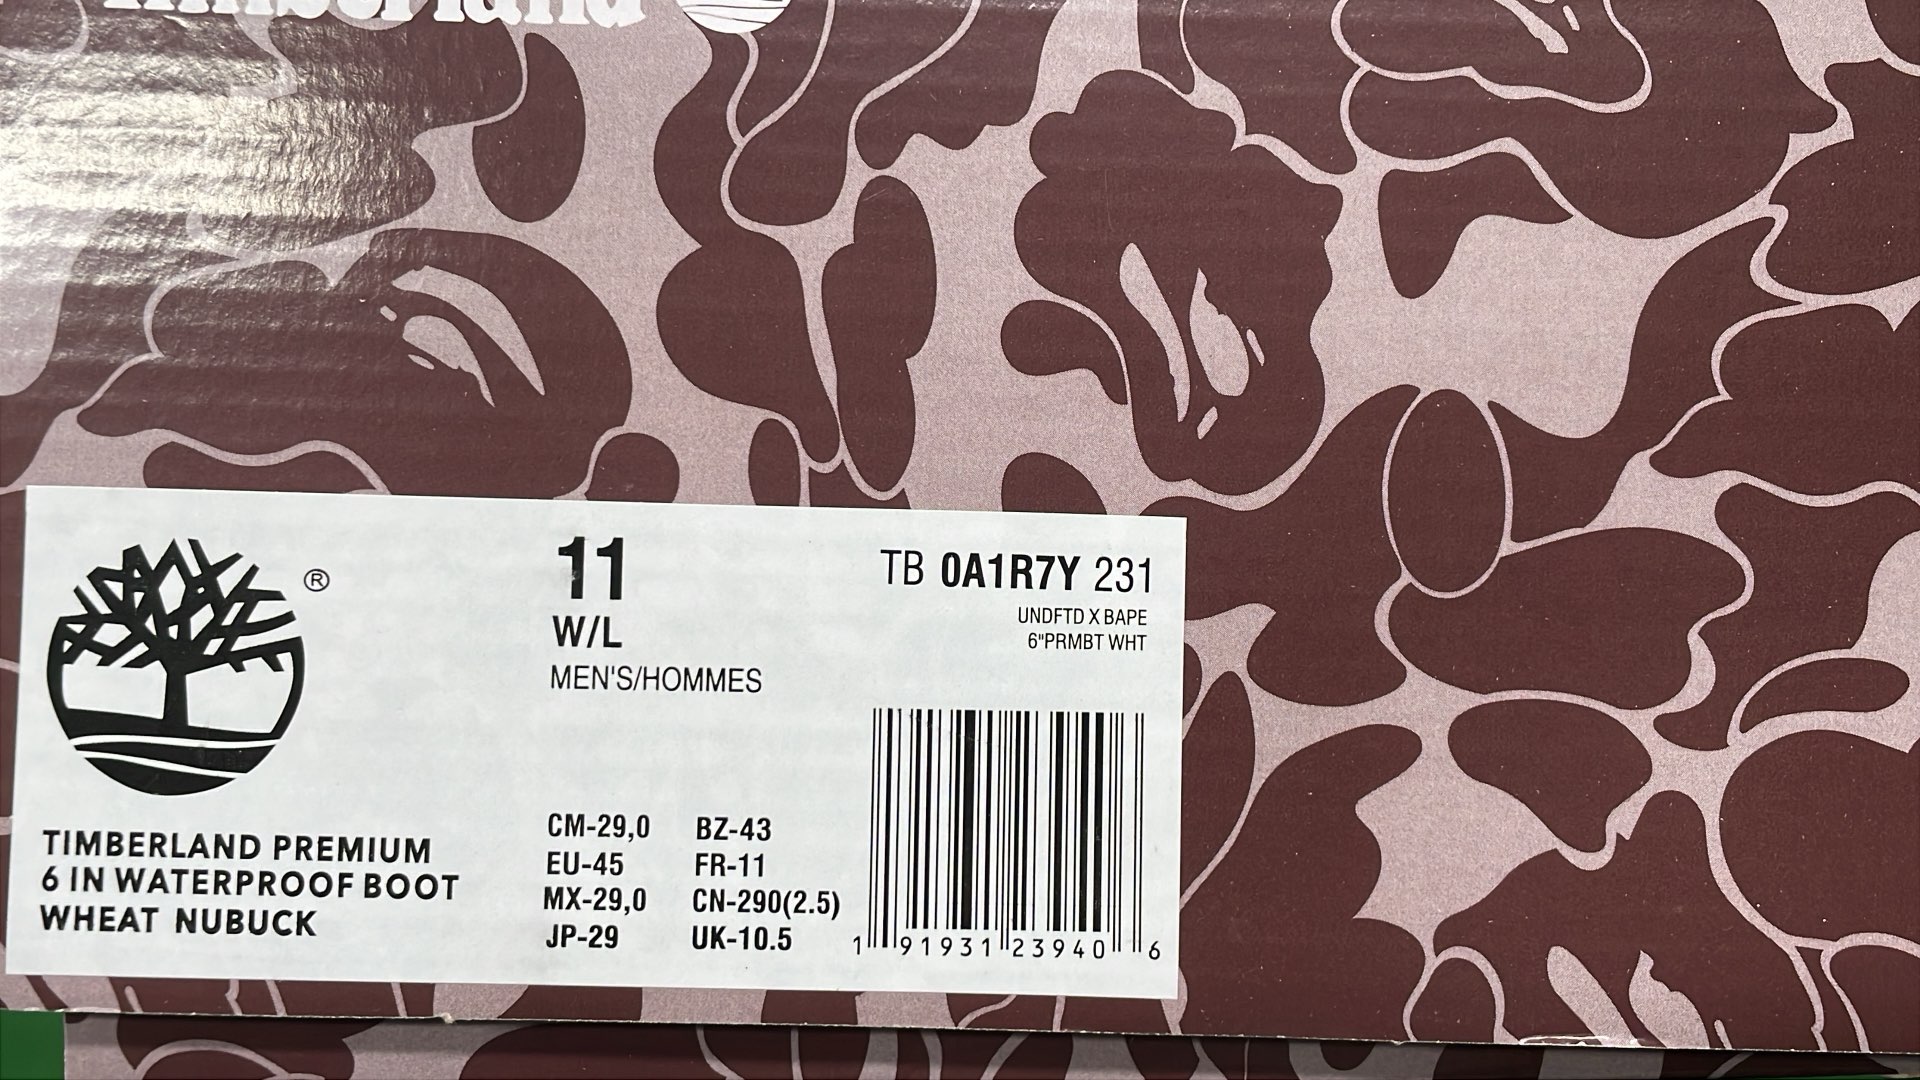 Timberland
®
11
W/L
MEN'S/HOMMES
TB 0A1R7Y 231
UNDFTD X BAPE
6"PRMBT WHT
TIMBERLAND PREMIUM
6 IN WATERPROOF BOOT
WHEAT NUBUCK
CM-29,0 BZ-43
EU-45 FR-11
MX-29,0 CN-290(2.5)
JP-29 UK-10.5
1 91931 23940 6